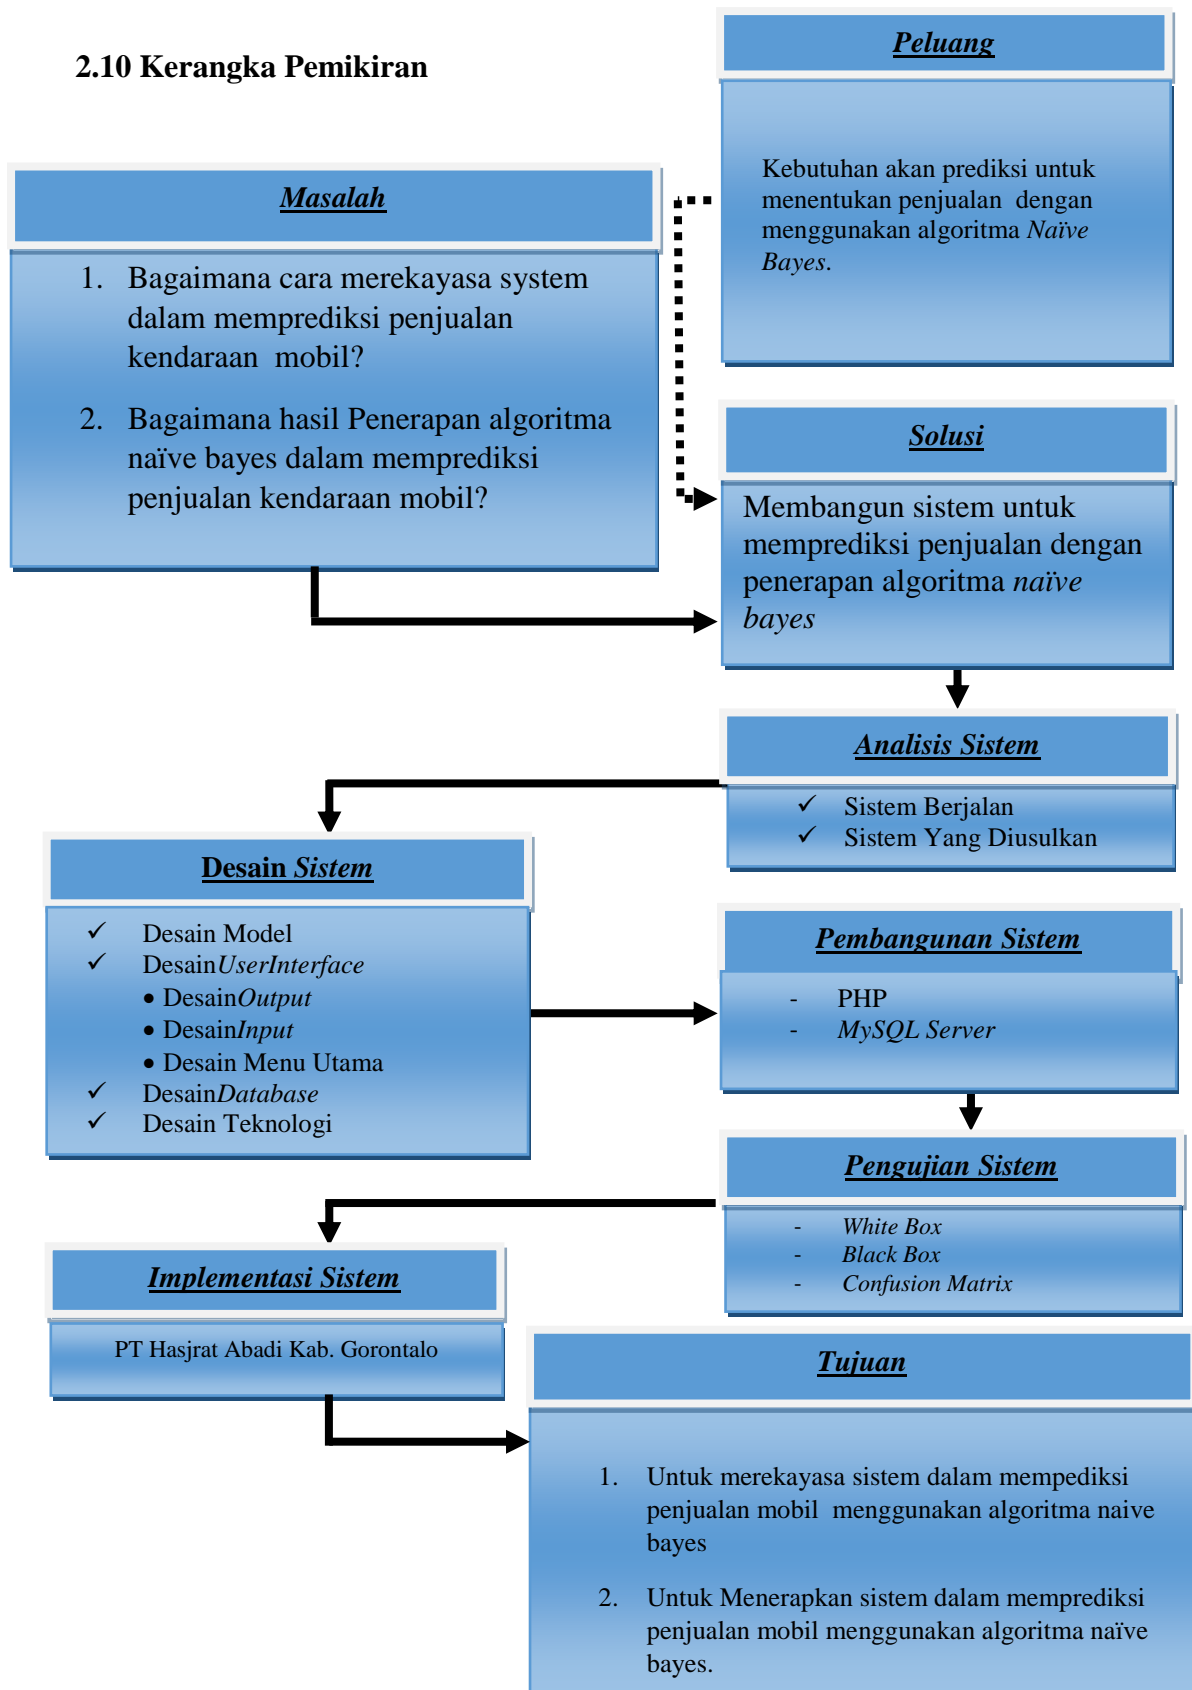 2.10 Kerangka Pemikiran
Peluang
Kebutuhan akan prediksi untuk
menentukan penjualan dengan
menggunakan algoritma Naïve
Bayes.
Masalah
1. Bagaimana cara merekayasa system
dalam memprediksi penjualan
kendaraan mobil?
2. Bagaimana hasil Penerapan algoritma
naïve bayes dalam memprediksi
penjualan kendaraan mobil?
Solusi
Membangun sistem untuk
memprediksi penjualan dengan
penerapan algoritma naïve
bayes
Analisis Sistem
✓ Sistem Berjalan
✓ Sistem Yang Diusulkan
Desain Sistem
✓ Desain Model
✓ DesainUserInterface
• DesainOutput
• DesainInput
• Desain Menu Utama
✓ DesainDatabase
✓ Desain Teknologi
Pembangunan Sistem
- PHP
- MySQL Server
Pengujian Sistem
- White Box
- Black Box
- Confusion Matrix
Implementasi Sistem
PT Hasjrat Abadi Kab. Gorontalo
Tujuan
1. Untuk merekayasa sistem dalam mempediksi
penjualan mobil menggunakan algoritma naive
bayes
2. Untuk Menerapkan sistem dalam memprediksi
penjualan mobil menggunakan algoritma naïve
bayes.